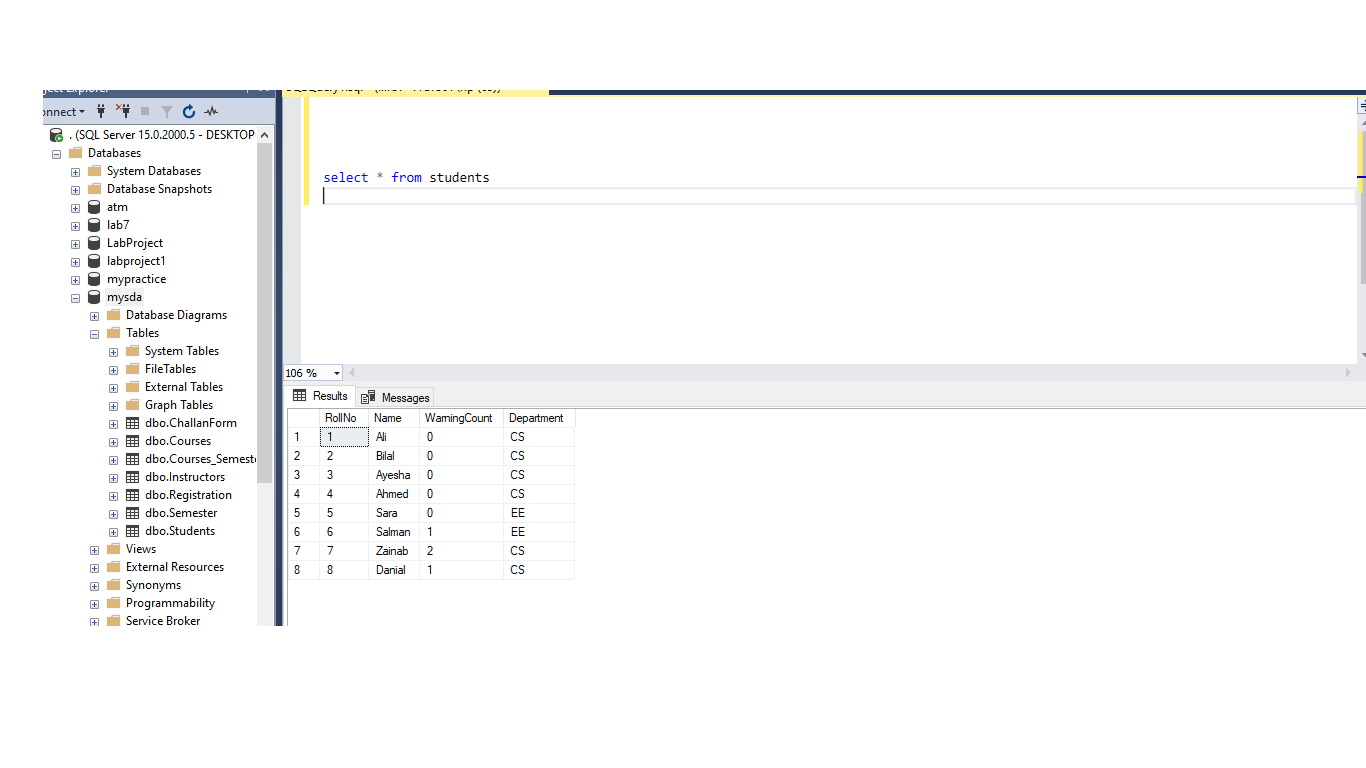 onnect
. (SQL Server 15.0.2000.5 - DESKTOP
Databases
System Databases
Database Snapshots
atm
lab7
LabProject
labproject1
mypractice
mysda
Database Diagrams
Tables
System Tables
FileTables
External Tables
Graph Tables
dbo.ChallanForm
dbo.Courses
dbo.Courses_Semest
dbo.Instructors
dbo.Registration
dbo.Semester
dbo.Students
Views
External Resources
Synonyms
Programmability
Service Broker
select * from students
106 %
Results Messages
RollNo Name WarningCount Department
1 1 Ali 0 CS
2 2 Bilal 0 CS
3 3 Ayesha 0 CS
4 4 Ahmed 0 CS
5 5 Sara 0 EE
6 6 Salman 1 EE
7 7 Zainab 2 CS
8 8 Danial 1 CS